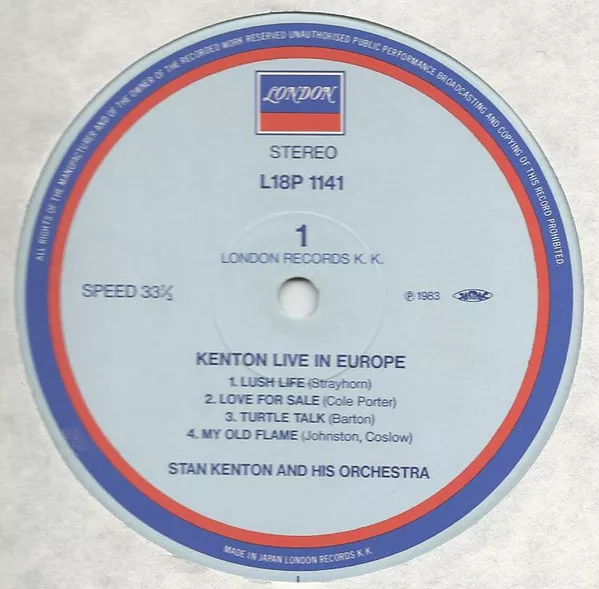 ALL RIGHTS OF THE MANUFACTURER AND OF THE OWNER OF THE RECORDED WORK RESERVED UNAUTHORISED PUBLIC PERFORMANCE BROADCASTING AND COPYING OF THIS RECORD PROHIBITED
LONDON
STEREO
L18P 1141
1
LONDON RECORDS K. K.
SPEED 33⅓
℗ 1983
KENTON LIVE IN EUROPE
1. LUSH LIFE (Strayhorn)
2. LOVE FOR SALE (Cole Porter)
3. TURTLE TALK (Barton)
4. MY OLD FLAME (Johnston, Coslow)
STAN KENTON AND HIS ORCHESTRA
MADE IN JAPAN LONDON RECORDS K. K.